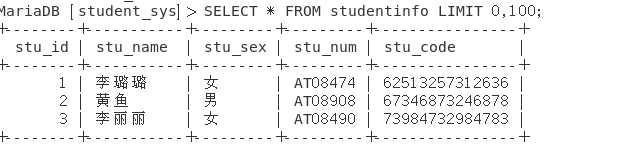 MariaDB [student_sys]> SELECT * FROM studentinfo LIMIT 0,100;
+--------+----------+---------+---------+----------------+
| stu_id | stu_name | stu_sex | stu_num | stu_code |
+--------+----------+---------+---------+----------------+
| 1 | 李璐璐 | 女 | AT08474 | 62513257312636 |
| 2 | 黄鱼 | 男 | AT08908 | 67346873246878 |
| 3 | 李丽丽 | 女 | AT08490 | 73984732984783 |
+--------+----------+---------+---------+----------------+